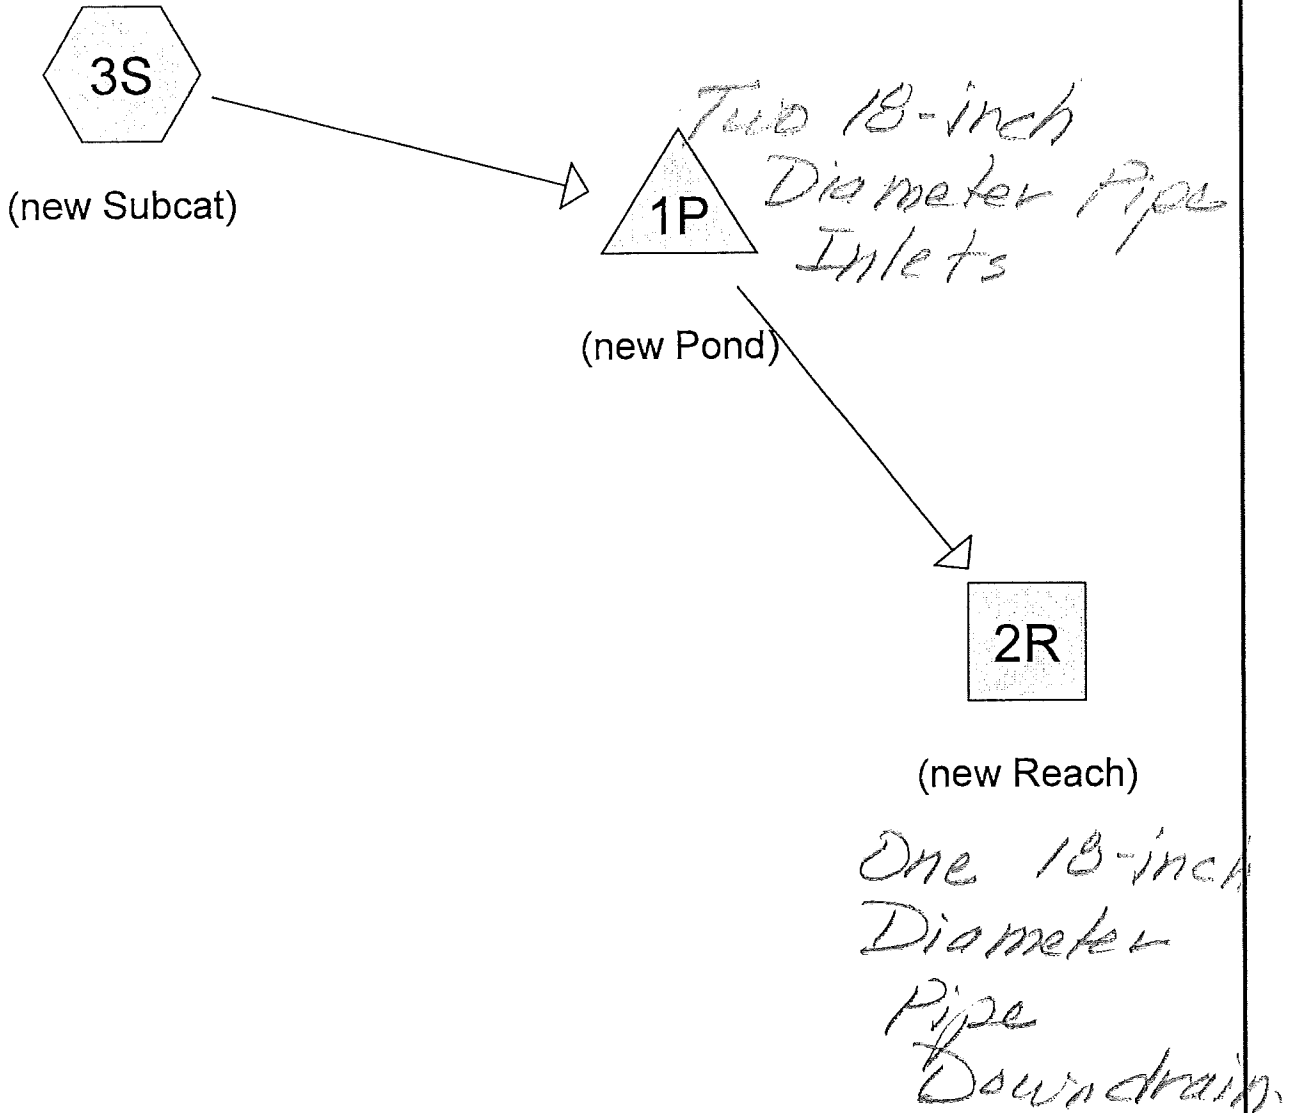 3S
(new Subcat)
Two 18-inch
Diameter Pipe
Inlets
1P
(new Pond)
2R
(new Reach)
One 18-inch
Diameter
Pipe
Downdrain.